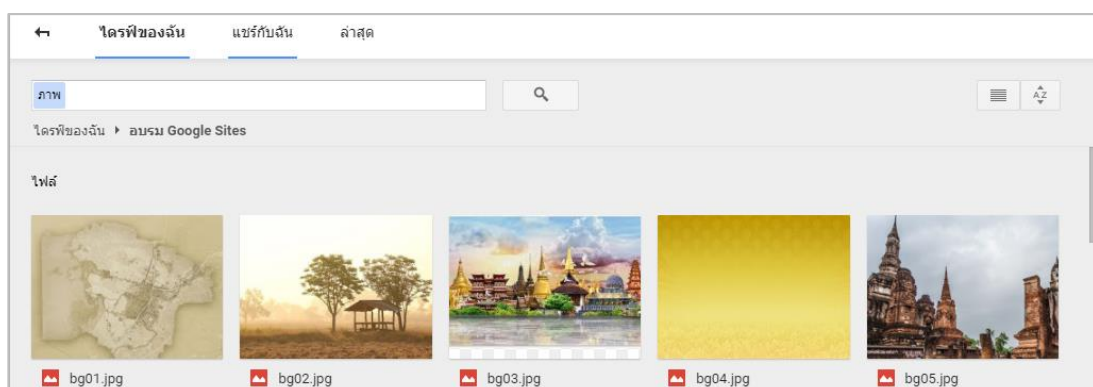 ไดรฟ์ของฉัน แชร์กับฉัน ล่าสุด
ภาพ
AZ
ไดรฟ์ของฉัน อบรม Google Sites
ไฟล์
bg01.jpg bg02.jpg bg03.jpg bg04.jpg bg05.jpg